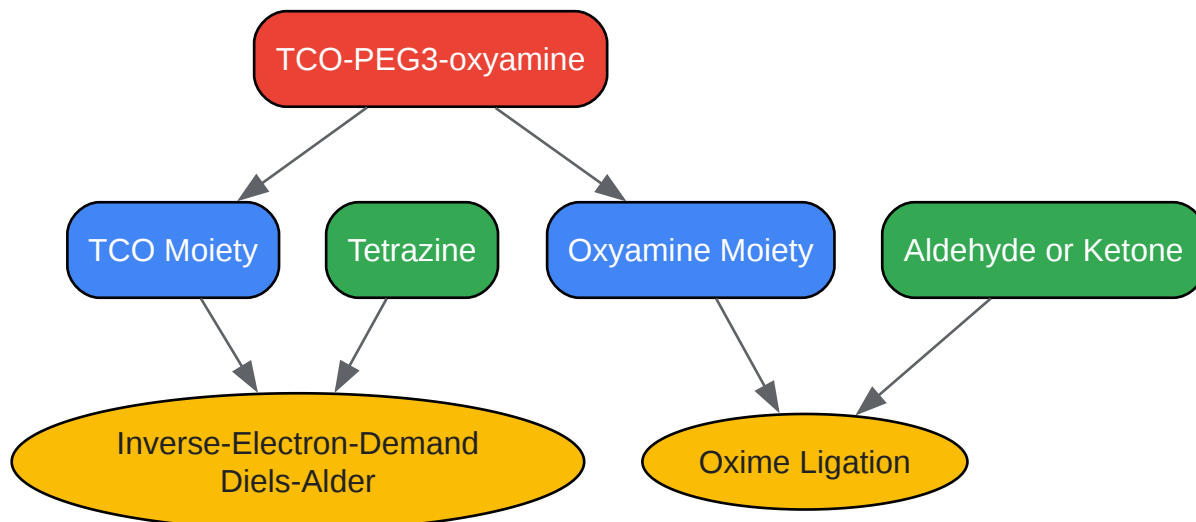 TCO-PEG3-oxyamine
TCO Moiety
Tetrazine
Oxyamine Moiety
Aldehyde or Ketone
Inverse-Electron-Demand
Diels-Alder
Oxime Ligation